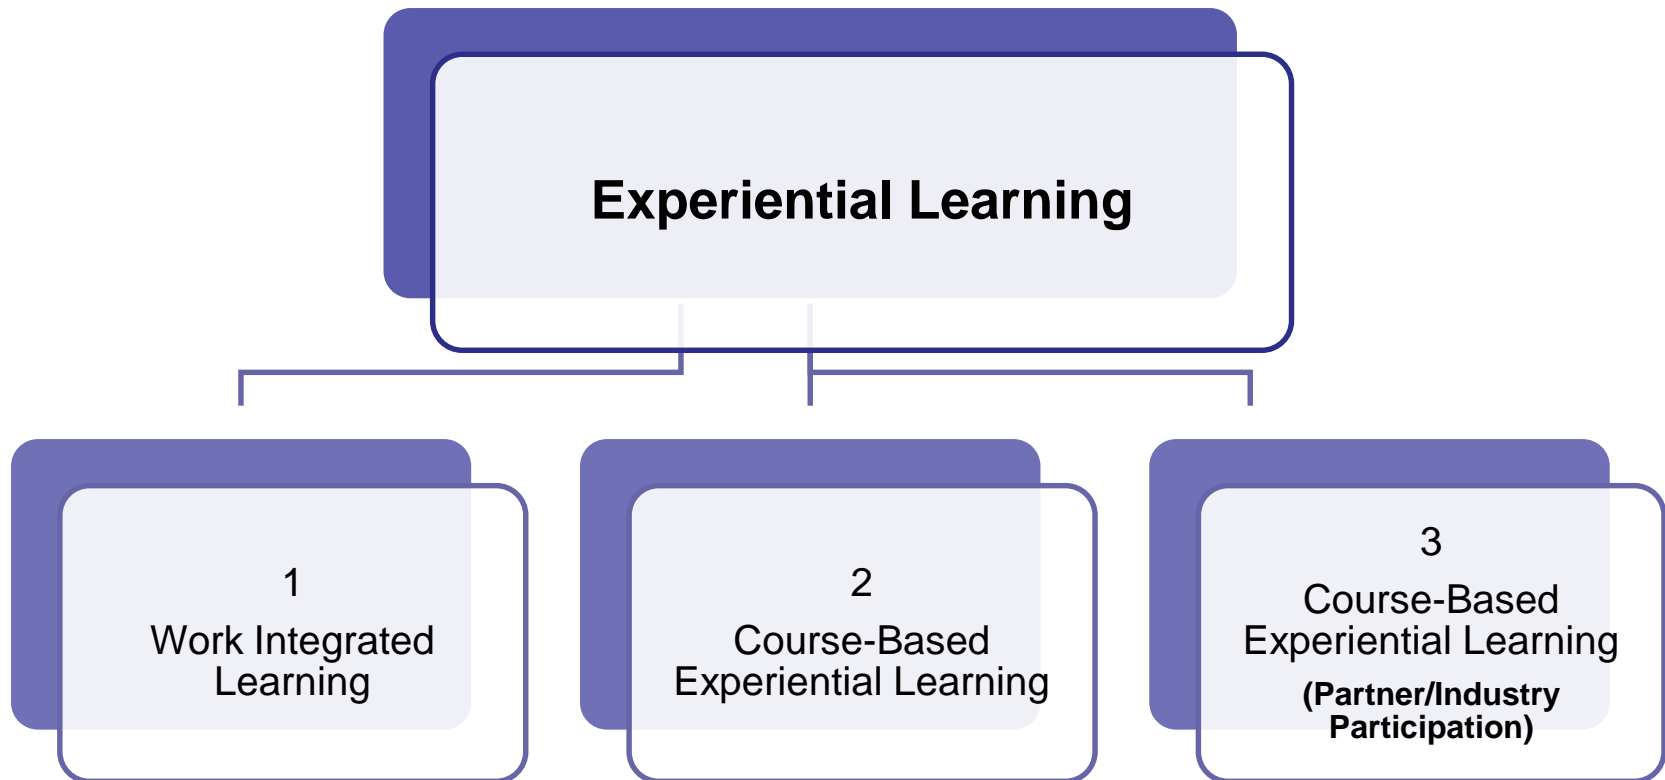 Experiential Learning
1
Work Integrated
Learning
2
Course-Based
Experiential Learning
3
Course-Based
Experiential Learning
(Partner/Industry
Participation)